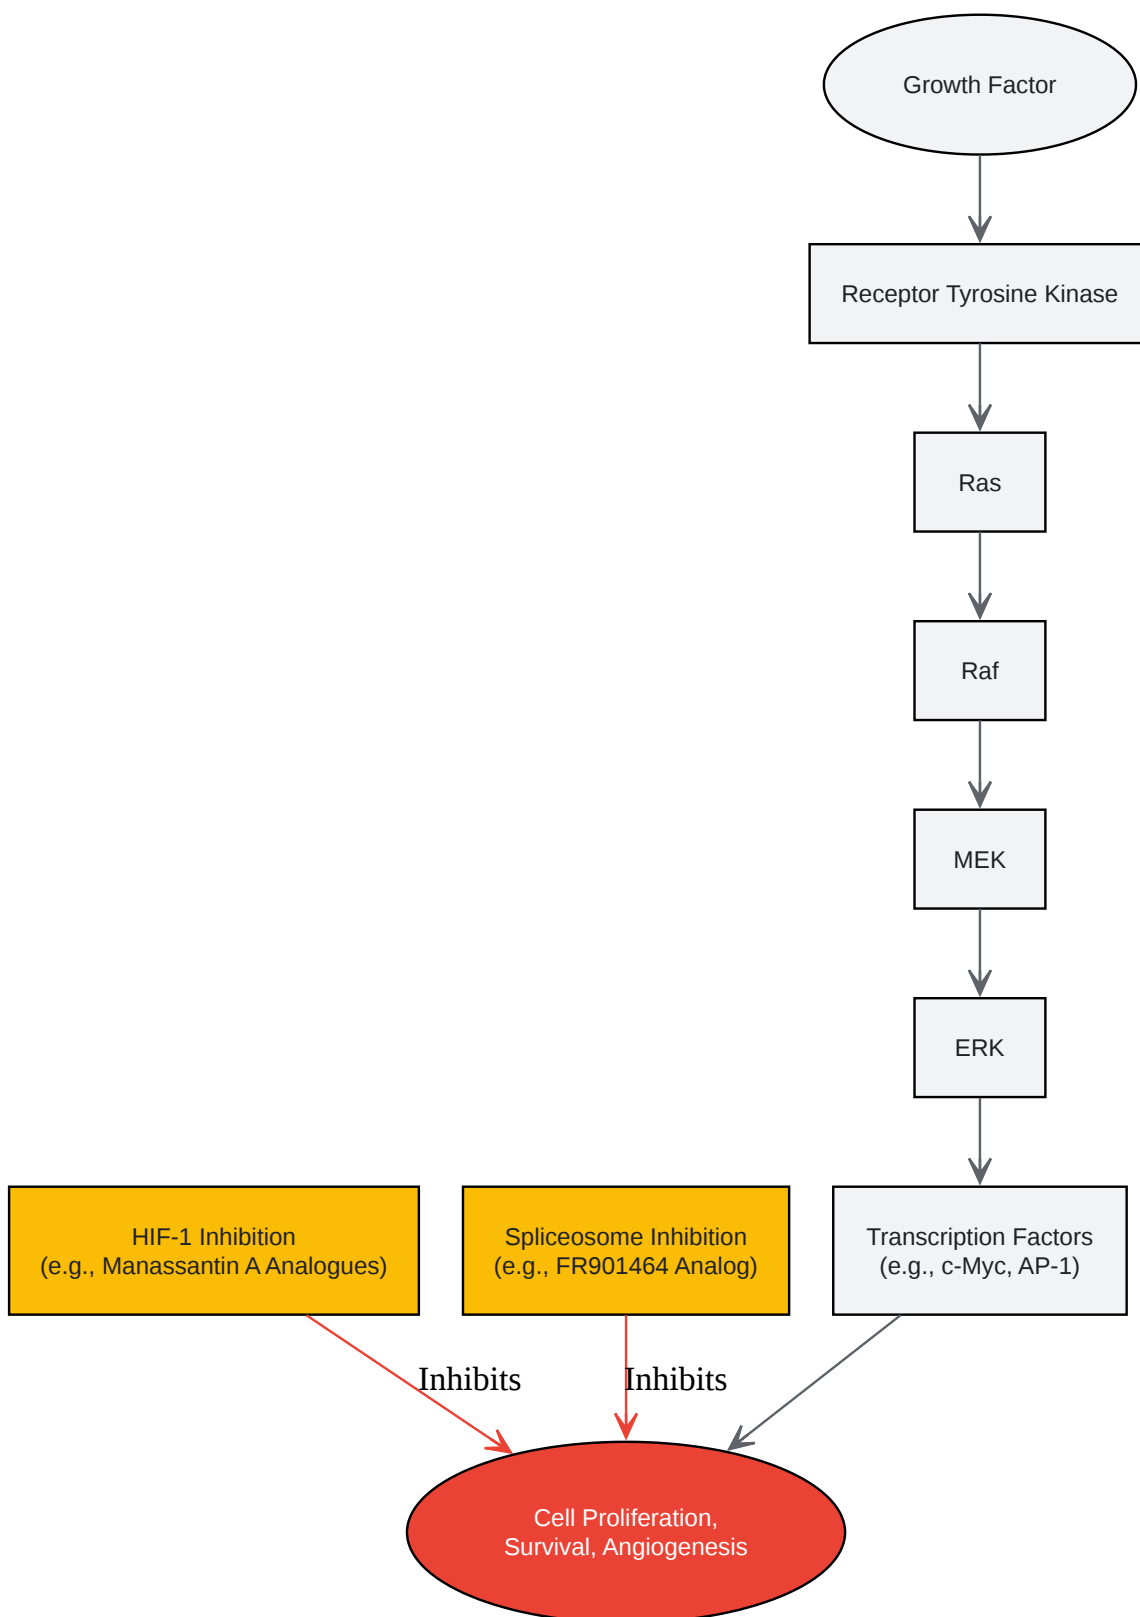 Growth Factor
Receptor Tyrosine Kinase
Ras
Raf
MEK
ERK
HIF-1 Inhibition
(e.g., Manassantin A Analogues)
Spliceosome Inhibition
(e.g., FR901464 Analog)
Transcription Factors
(e.g., c-Myc, AP-1)
Inhibits
Inhibits
Cell Proliferation,
Survival, Angiogenesis